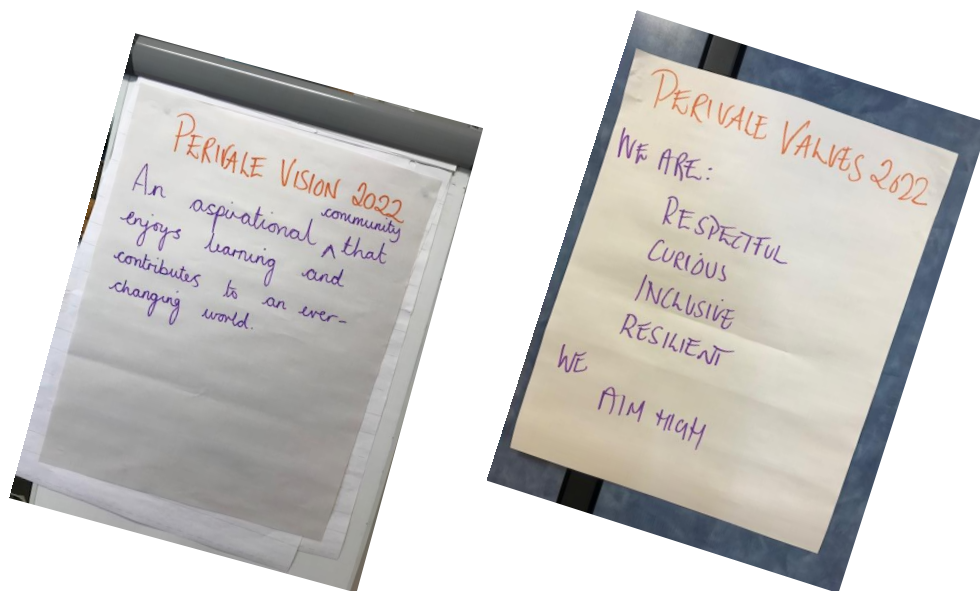 PERIVALE VISION 2022
An aspirational ^ community that
enjoys learning and
contributes to an ever-
changing world.
PERIVALE VALUES 2022
WE ARE:
RESPECTFUL
CURIOUS
INCLUSIVE
RESILIENT
WE
AIM HIGH